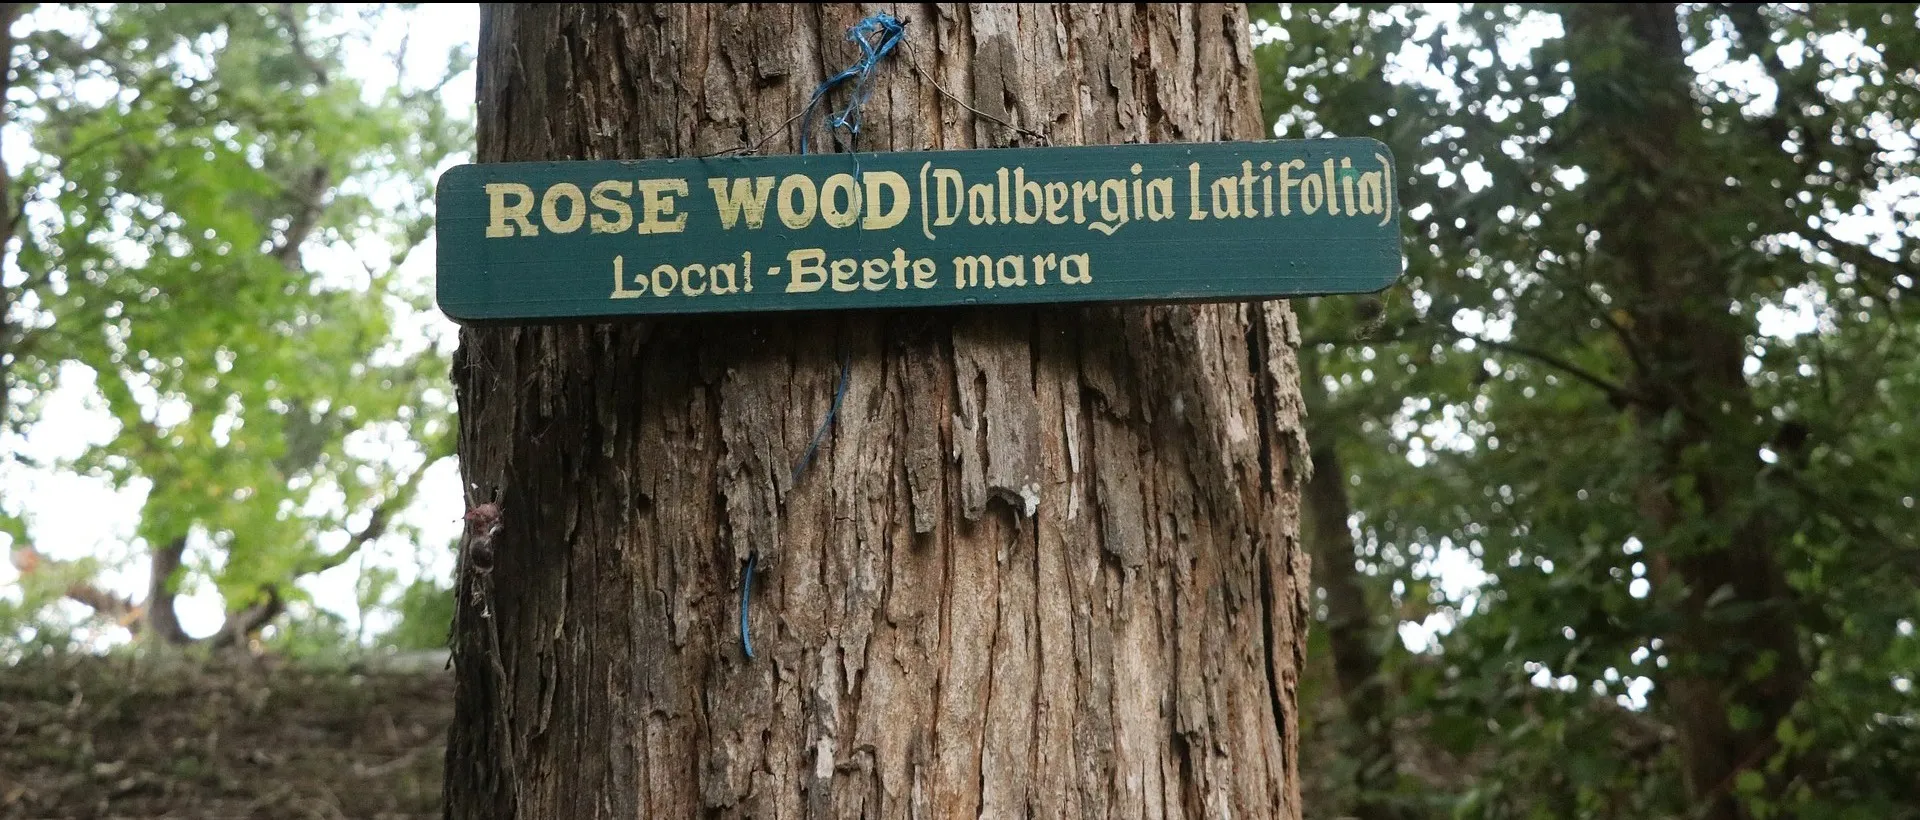 ROSE WOOD (Dalbergia Latifolia)
Local - Beete mara